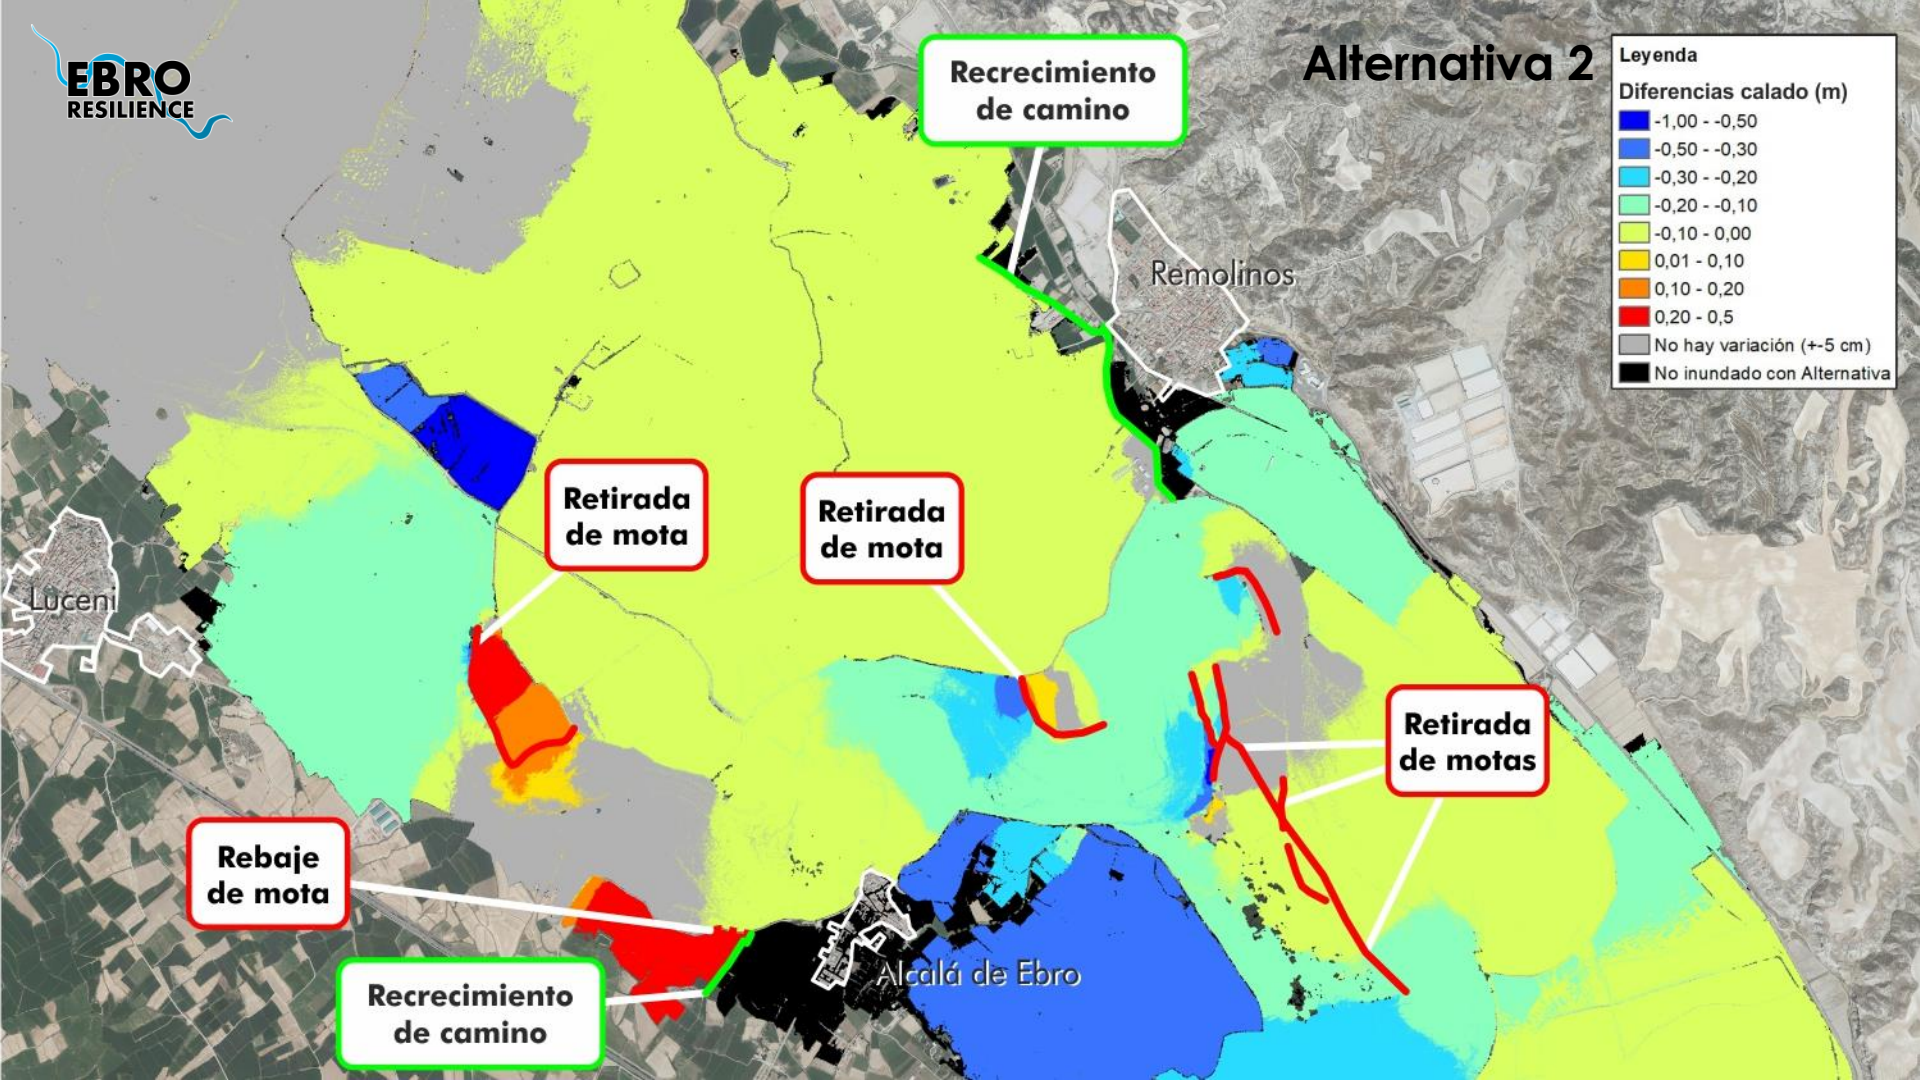 EBRO
RESILIENCE
Alternativa 2
Leyenda
Diferencias calado (m)
-1,00 - -0,50
-0,50 - -0,30
-0,30 - -0,20
-0,20 - -0,10
-0,10 - 0,00
0,01 - 0,10
0,10 - 0,20
0,20 - 0,5
No hay variación (+-5 cm)
No inundado con Alternativa
Recrecimiento
de camino
Remolinos
Retirada
de mota
Retirada
de mota
Luceni
Retirada
de motas
Rebaje
de mota
Alcalá de Ebro
Recrecimiento
de camino